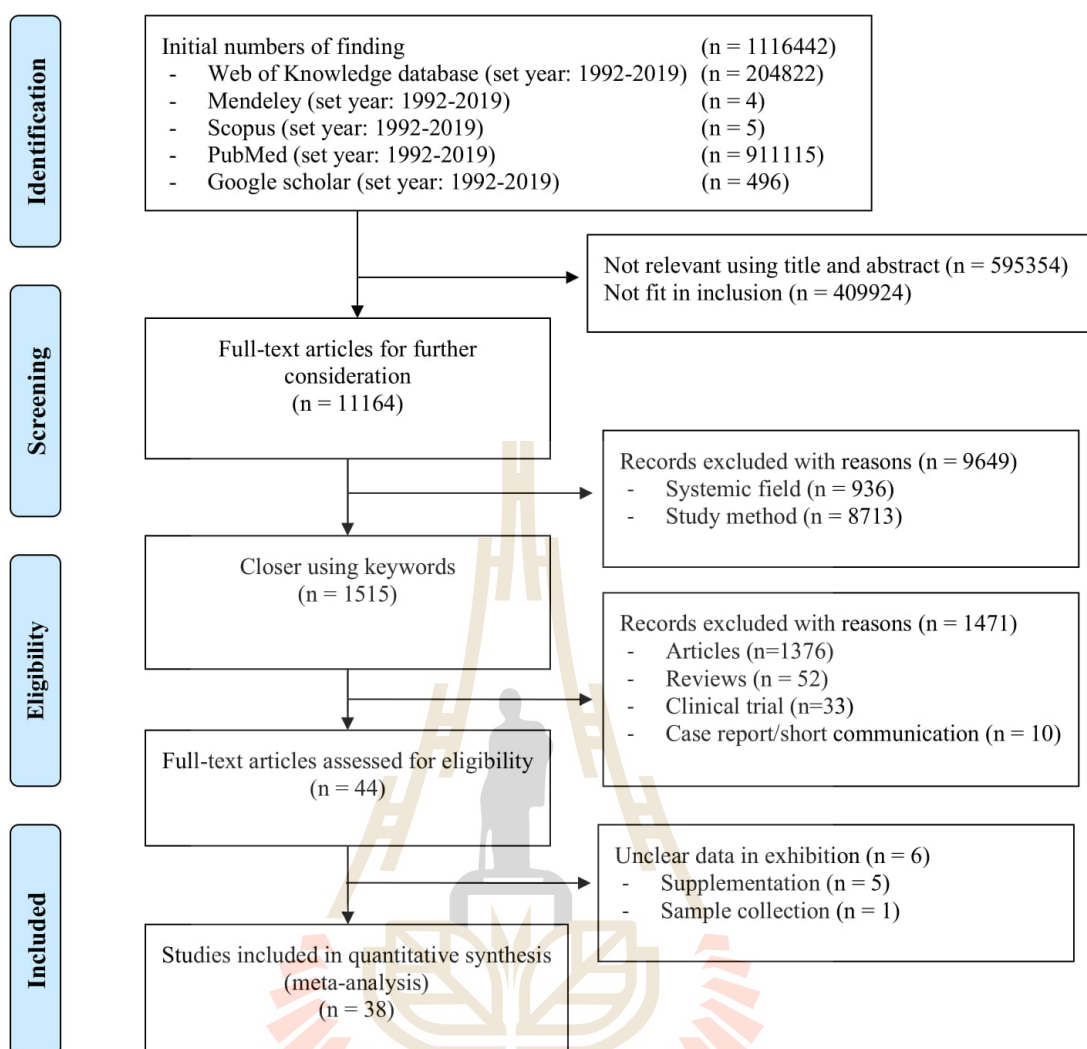 Identification
Initial numbers of finding (n = 1116442)
- Web of Knowledge database (set year: 1992-2019) (n = 204822)
- Mendeley (set year: 1992-2019) (n = 4)
- Scopus (set year: 1992-2019) (n = 5)
- PubMed (set year: 1992-2019) (n = 911115)
- Google scholar (set year: 1992-2019) (n = 496)
Not relevant using title and abstract (n = 595354)
Not fit in inclusion (n = 409924)
Screening
Full-text articles for further
consideration
(n = 11164)
Records excluded with reasons (n = 9649)
- Systemic field (n = 936)
- Study method (n = 8713)
Eligibility
Closer using keywords
(n = 1515)
Records excluded with reasons (n = 1471)
- Articles (n=1376)
- Reviews (n = 52)
- Clinical trial (n=33)
- Case report/short communication (n = 10)
Full-text articles assessed for eligibility
(n = 44)
Included
Unclear data in exhibition (n = 6)
- Supplementation (n = 5)
- Sample collection (n = 1)
Studies included in quantitative synthesis
(meta-analysis)
(n = 38)